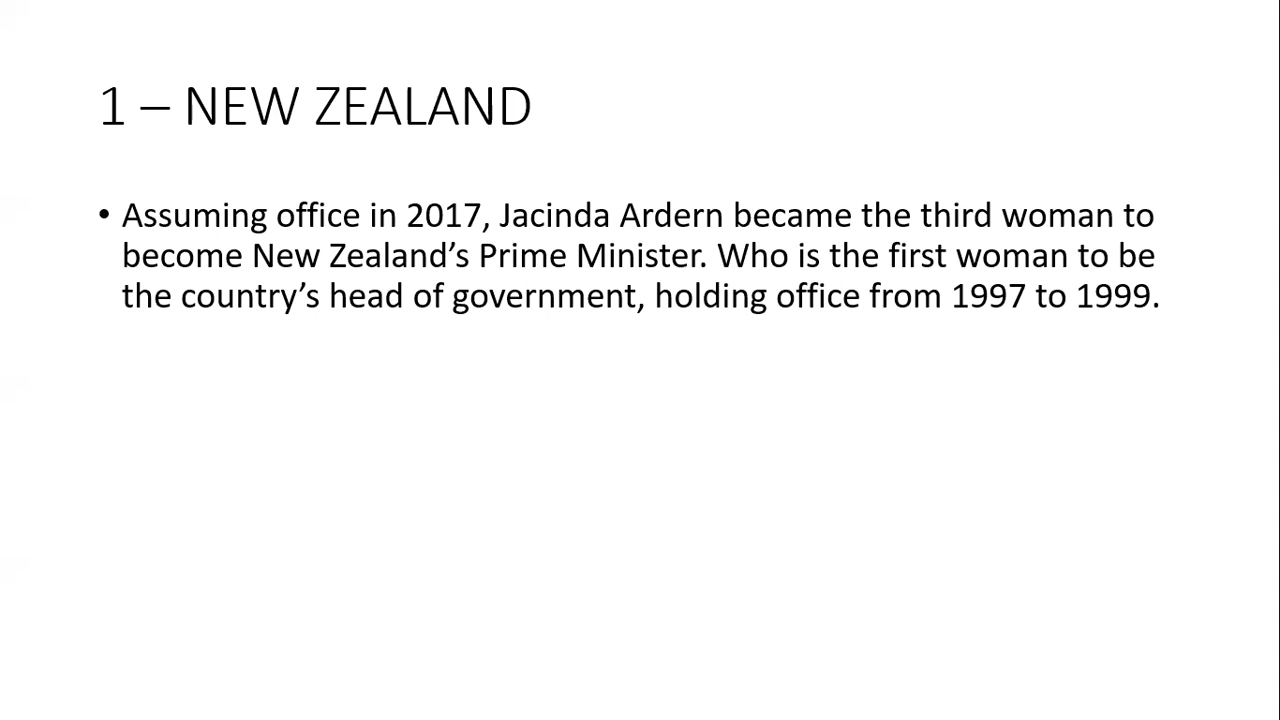 1 – NEW ZEALAND
• Assuming office in 2017, Jacinda Ardern became the third woman to
become New Zealand’s Prime Minister. Who is the first woman to be
the country’s head of government, holding office from 1997 to 1999.